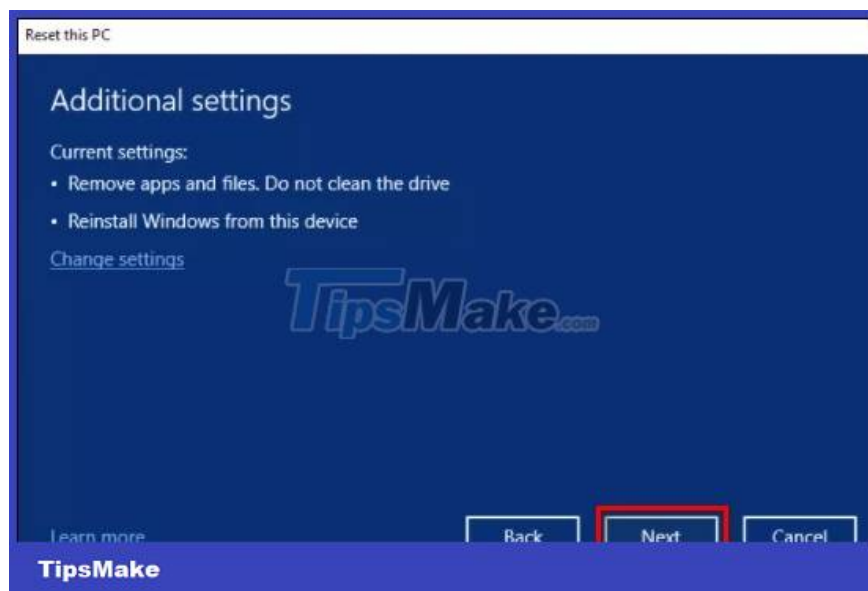 Reset this PC
Additional settings
Current settings:
• Remove apps and files. Do not clean the drive
• Reinstall Windows from this device
Change settings
TipsMake.com
Learn more
Back Next Cancel
TipsMake